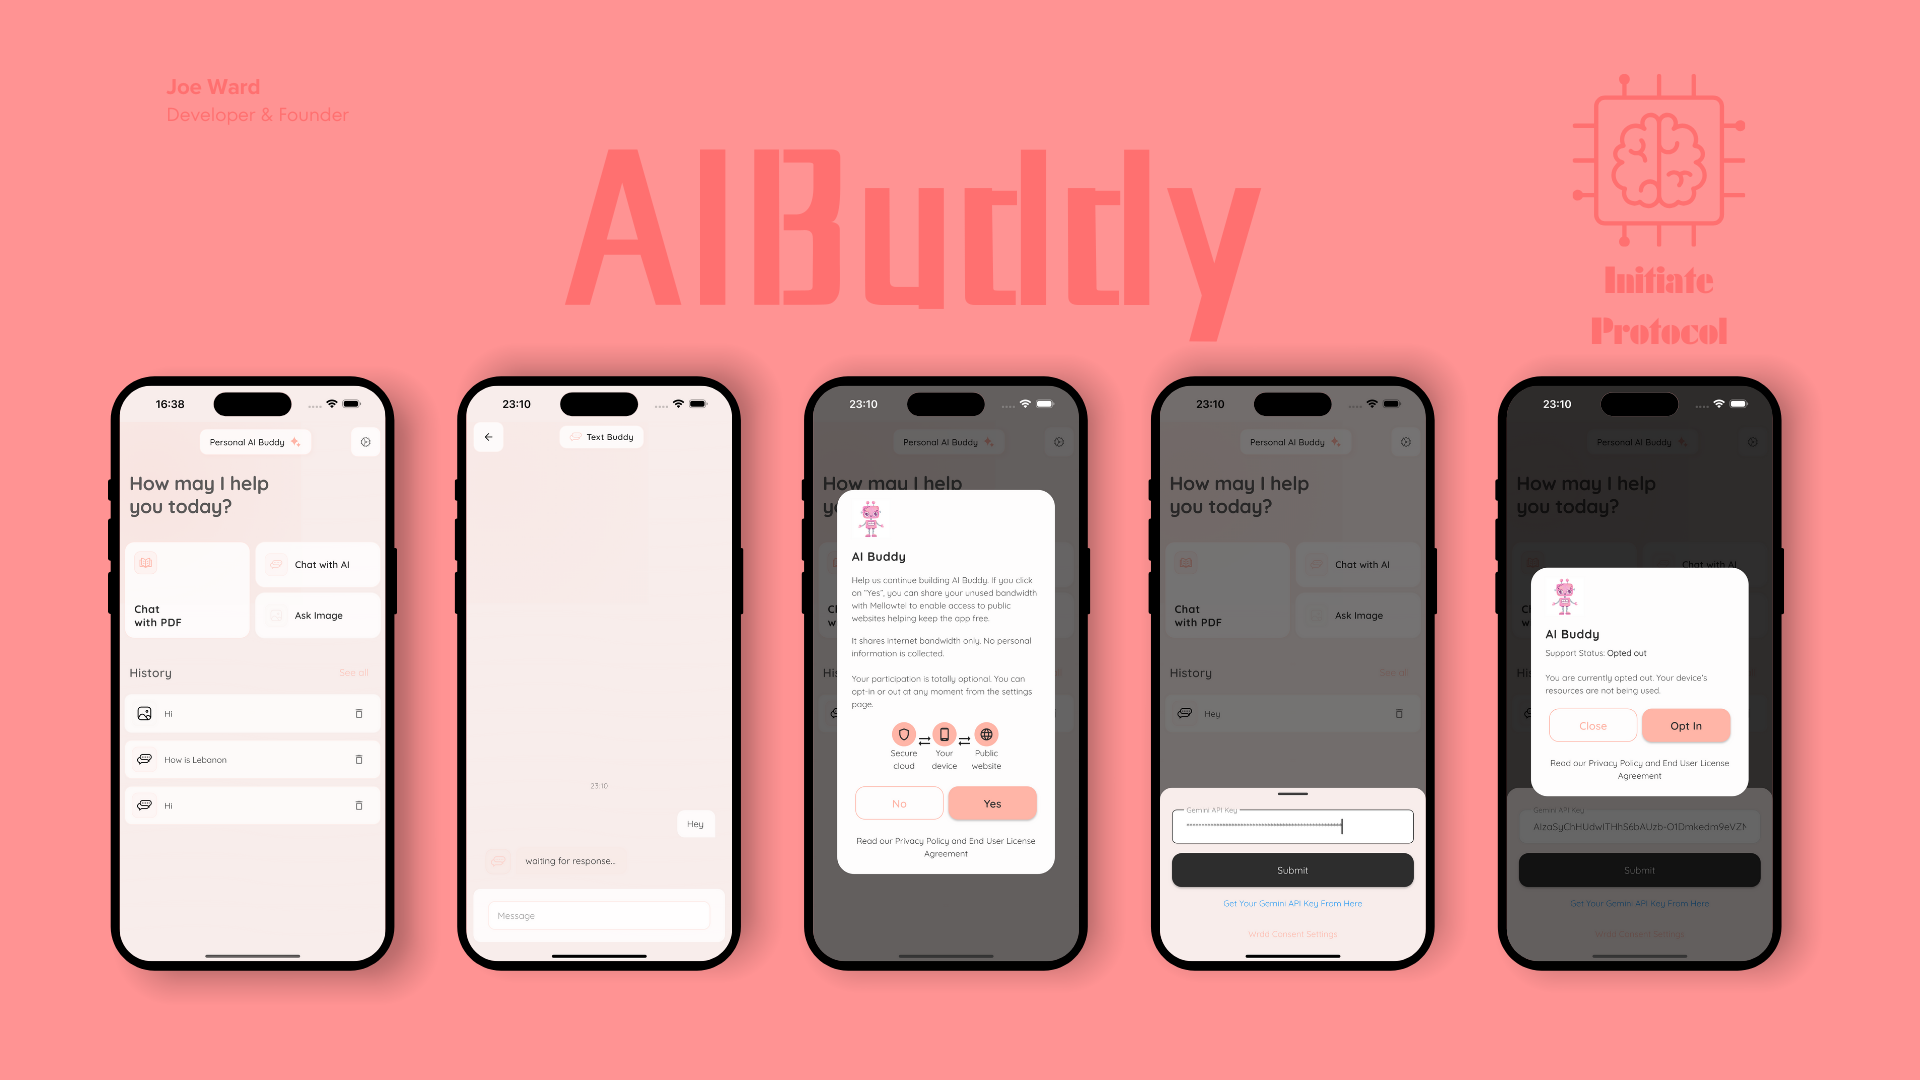 Joe Ward
Developer & Founder
AIBuddy
Initiate
Protocol
16:38
Personal AI Buddy
How may I help
you today?
Chat
with PDF
Chat with AI
Ask Image
History
See all
Hi
How is Lebanon
Hi
23:10
Text Buddy
23:10
Hey
waiting for response...
Message
23:10
Personal AI Buddy
How may I help
AI Buddy
Help us continue building AI Buddy. If you click
on "Yes", you can share your unused bandwidth
with Mellowtel to enable access to public
websites helping keep the app free.
It shares internet bandwidth only. No personal
information is collected.
Your participation is totally optional. You can
opt-in or out at any moment from the settings
page.
Secure
cloud
Your
device
Public
website
No
Yes
Read our Privacy Policy and End User License
Agreement
23:10
Personal AI Buddy
How may I help
you today?
Chat
with PDF
Chat with AI
Ask Image
History
See all
Hey
Gemini API Key
Submit
Get Your Gemini API Key From Here
Wrdld Consent Settings
23:10
Personal AI Buddy
How may I help
you today?
Chat with AI
AI Buddy
Support Status: Opted out
You are currently opted out. Your device's
resources are not being used.
Close
Opt In
Read our Privacy Policy and End User License
Agreement
Gemini API Key
Submit
Get Your Gemini API Key From Here